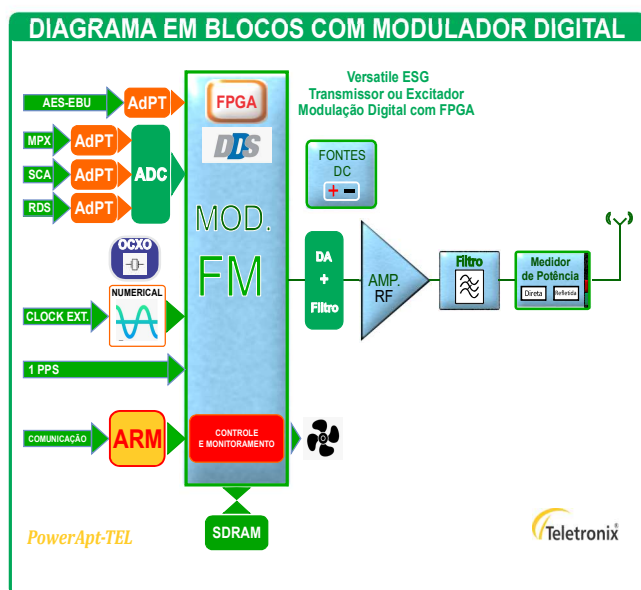 DIAGRAMA EM BLOCOS COM MODULADOR DIGITAL
Versatile ESG
Transmissor ou Excitador
Modulação Digital com FPGA
AES-EBU
AdPT
FPGA
DDS
MPX
AdPT
SCA
AdPT
RDS
AdPT
ADC
FONTES
DC
MOD.
FM
OCXO
NUMERICAL
CLOCK EXT.
DA
+
Filtro
AMP.
RF
Filtro
Medidor
de Potência
Direta
Refletida
1 PPS
COMUNICAÇÃO
ARM
CONTROLE
E MONITORAMENTO
SDRAM
PowerApt-TEL
Teletronix®